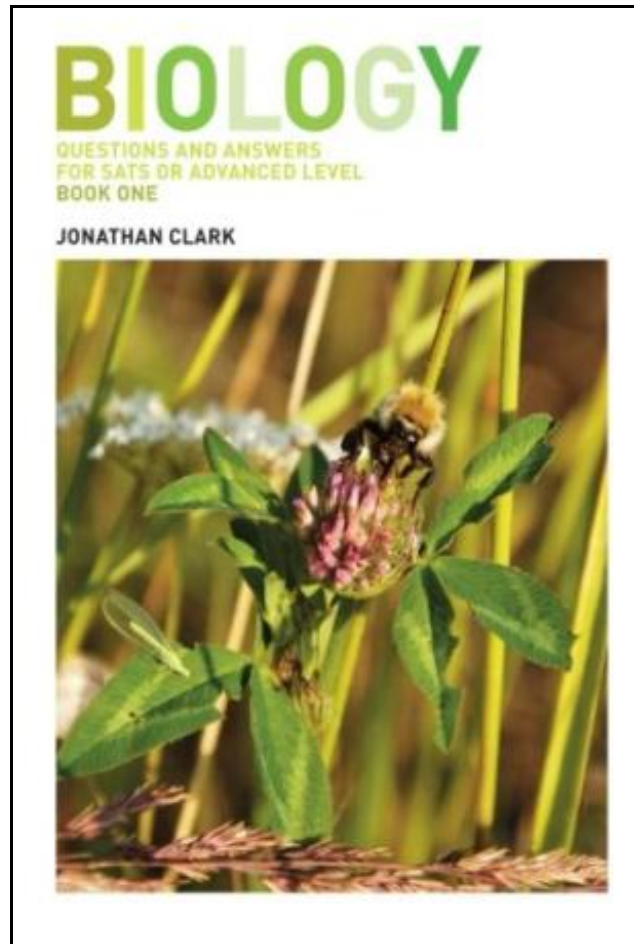 BIOLOGY
QUESTIONS AND ANSWERS
FOR SATS OR ADVANCED LEVEL
BOOK ONE
JONATHAN CLARK